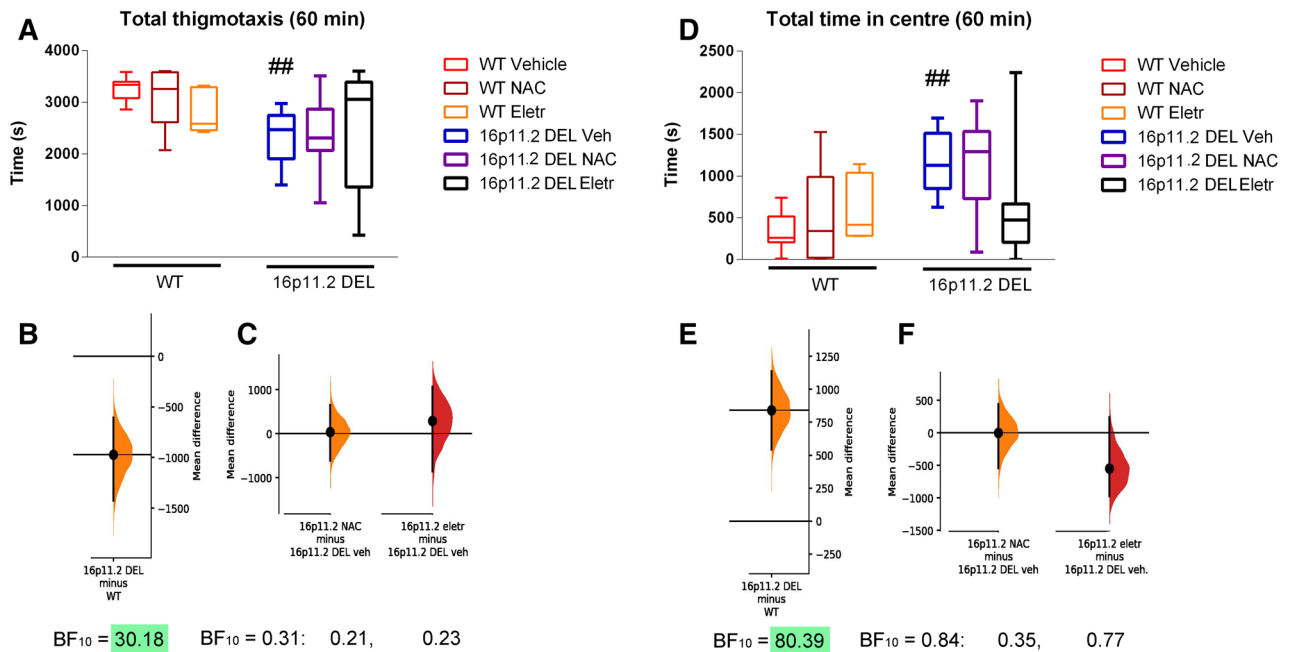 A
Total thigmotaxis (60 min)
Time (s)
4000
3000
2000
1000
0
##
WT
16p11.2 DEL
WT Vehicle
WT NAC
WT Eletr
16p11.2 DEL Veh
16p11.2 DEL NAC
16p11.2 DEL Eletr
D
Total time in centre (60 min)
Time (s)
2500
2000
1500
1000
500
0
##
WT
16p11.2 DEL
WT Vehicle
WT NAC
WT Eletr
16p11.2 DEL Veh
16p11.2 DEL NAC
16p11.2 DEL Eletr
B
0
−500
−1000
−1500
Mean difference
16p11.2 DEL
minus
WT
BF₁₀ = 30.18
C
Mean difference
1000
0
−1000
16p11.2 NAC
minus
16p11.2 DEL veh
16p11.2 eletr
minus
16p11.2 DEL veh
BF₁₀ = 0.31: 0.21, 0.23
E
1250
1000
750
500
250
0
−250
Mean difference
16p11.2 DEL
minus
WT
BF₁₀ = 80.39
F
Mean difference
500
0
−500
−1000
−1500
16p11.2 NAC
minus
16p11.2 DEL veh
16p11.2 eletr
minus
16p11.2 DEL veh.
BF₁₀ = 0.84: 0.35, 0.77